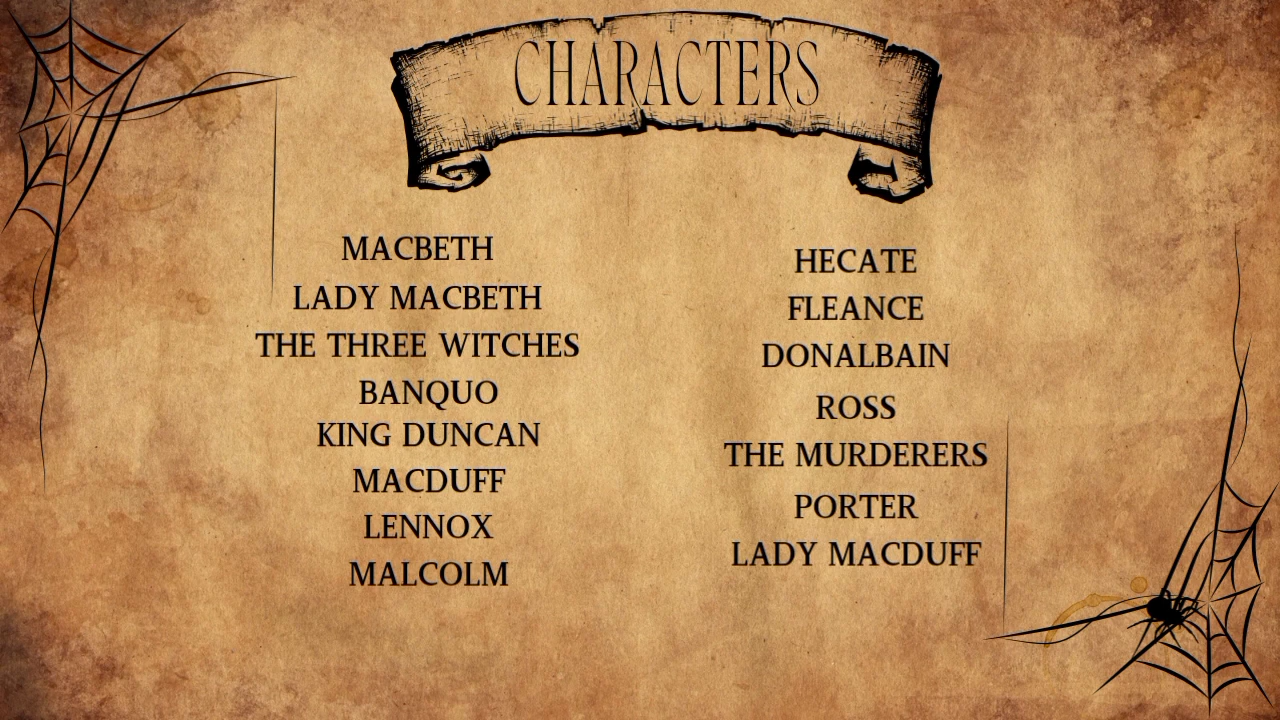 CHARACTERS
MACBETH
LADY MACBETH
THE THREE WITCHES
BANQUO
KING DUNCAN
MACDUFF
LENNOX
MALCOLM
HECATE
FLEANCE
DONALBAIN
ROSS
THE MURDERERS
PORTER
LADY MACDUFF